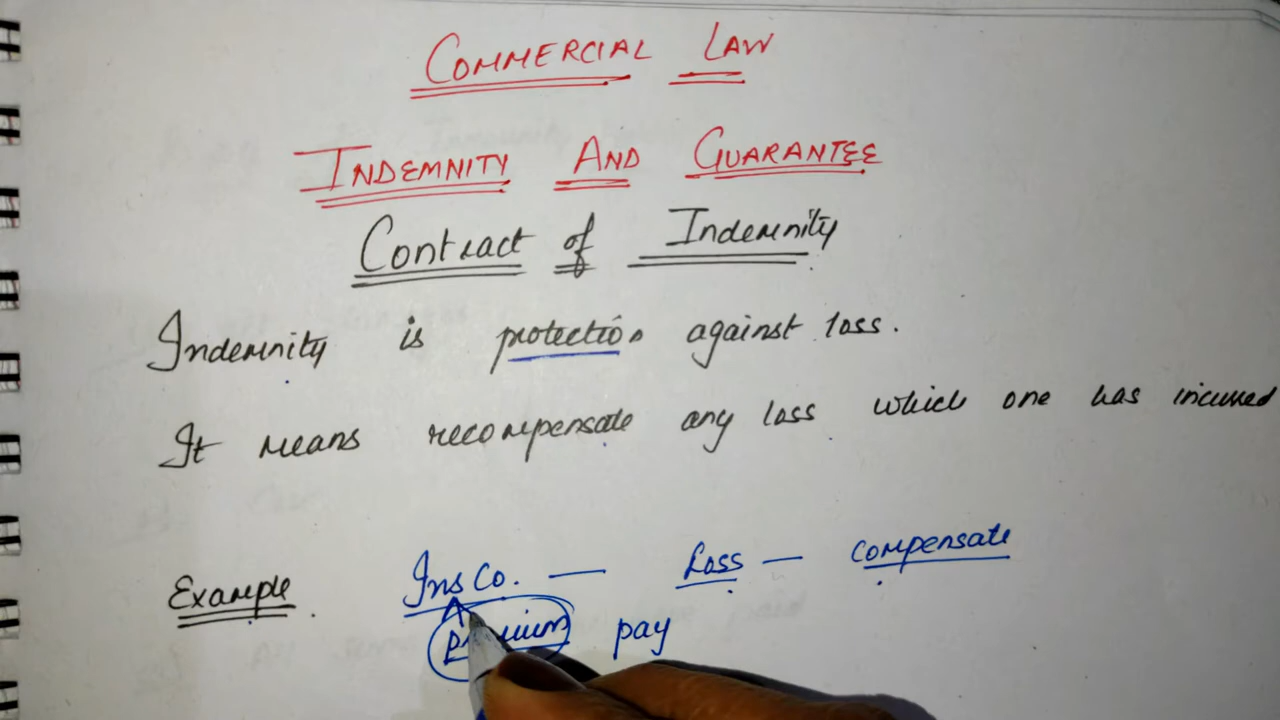 COMMERCIAL LAW
INDEMNITY AND GUARANTEE
Contract of Indemnity
Indemnity is protection against loss.
It means recompensate any loss which one has incurred
Example Ins Co. — Loss — compensate
pay